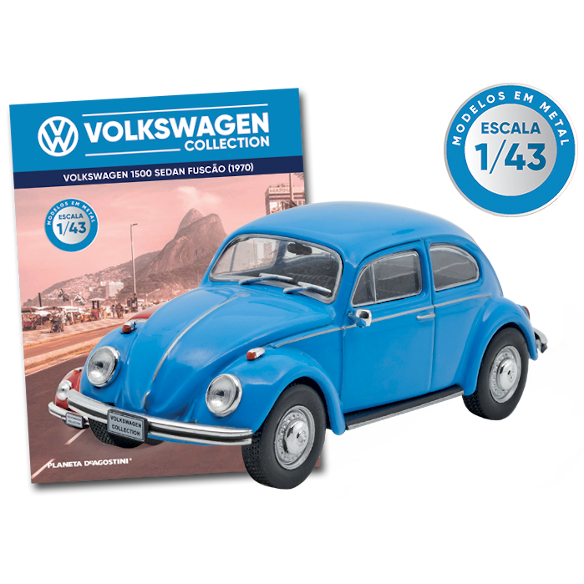 VOLKSWAGEN
COLLECTION
VOLKSWAGEN 1500 SEDAN FUSCÃO (1970)
MODELOS EM METAL
ESCALA
1/43
MODELOS EM METAL
ESCALA
1/43
VOLKSWAGEN
COLLECTION
PLANETA DEAGOSTINI